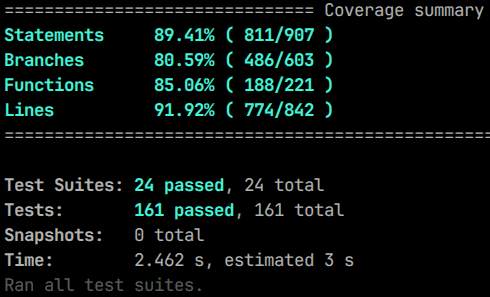 =============================== Coverage summary
Statements : 89.41% ( 811/907 )
Branches : 80.59% ( 486/603 )
Functions : 85.06% ( 188/221 )
Lines : 91.92% ( 774/842 )
================================================
Test Suites: 24 passed, 24 total
Tests: 161 passed, 161 total
Snapshots: 0 total
Time: 2.462 s, estimated 3 s
Ran all test suites.